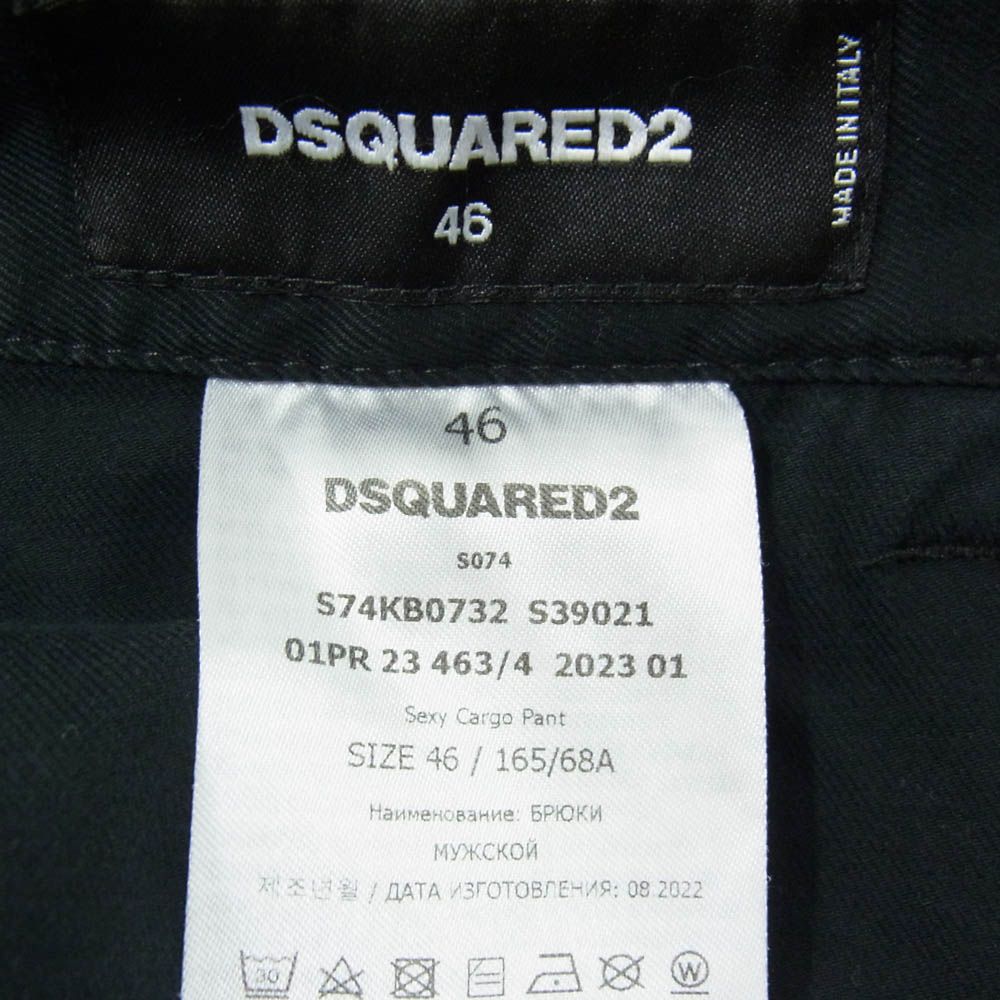 DSQUARED2
46
MADE IN ITALY
46
DSQUARED2
S074
S74KB0732 S39021
01PR 23 463/4 2023 01
Sexy Cargo Pant
SIZE 46 / 165/68A
Наименование: БРЮКИ
МУЖСКОЙ
제조년월 / ДАТА ИЗГОТОВЛЕНИЯ: 08.2022
30
W